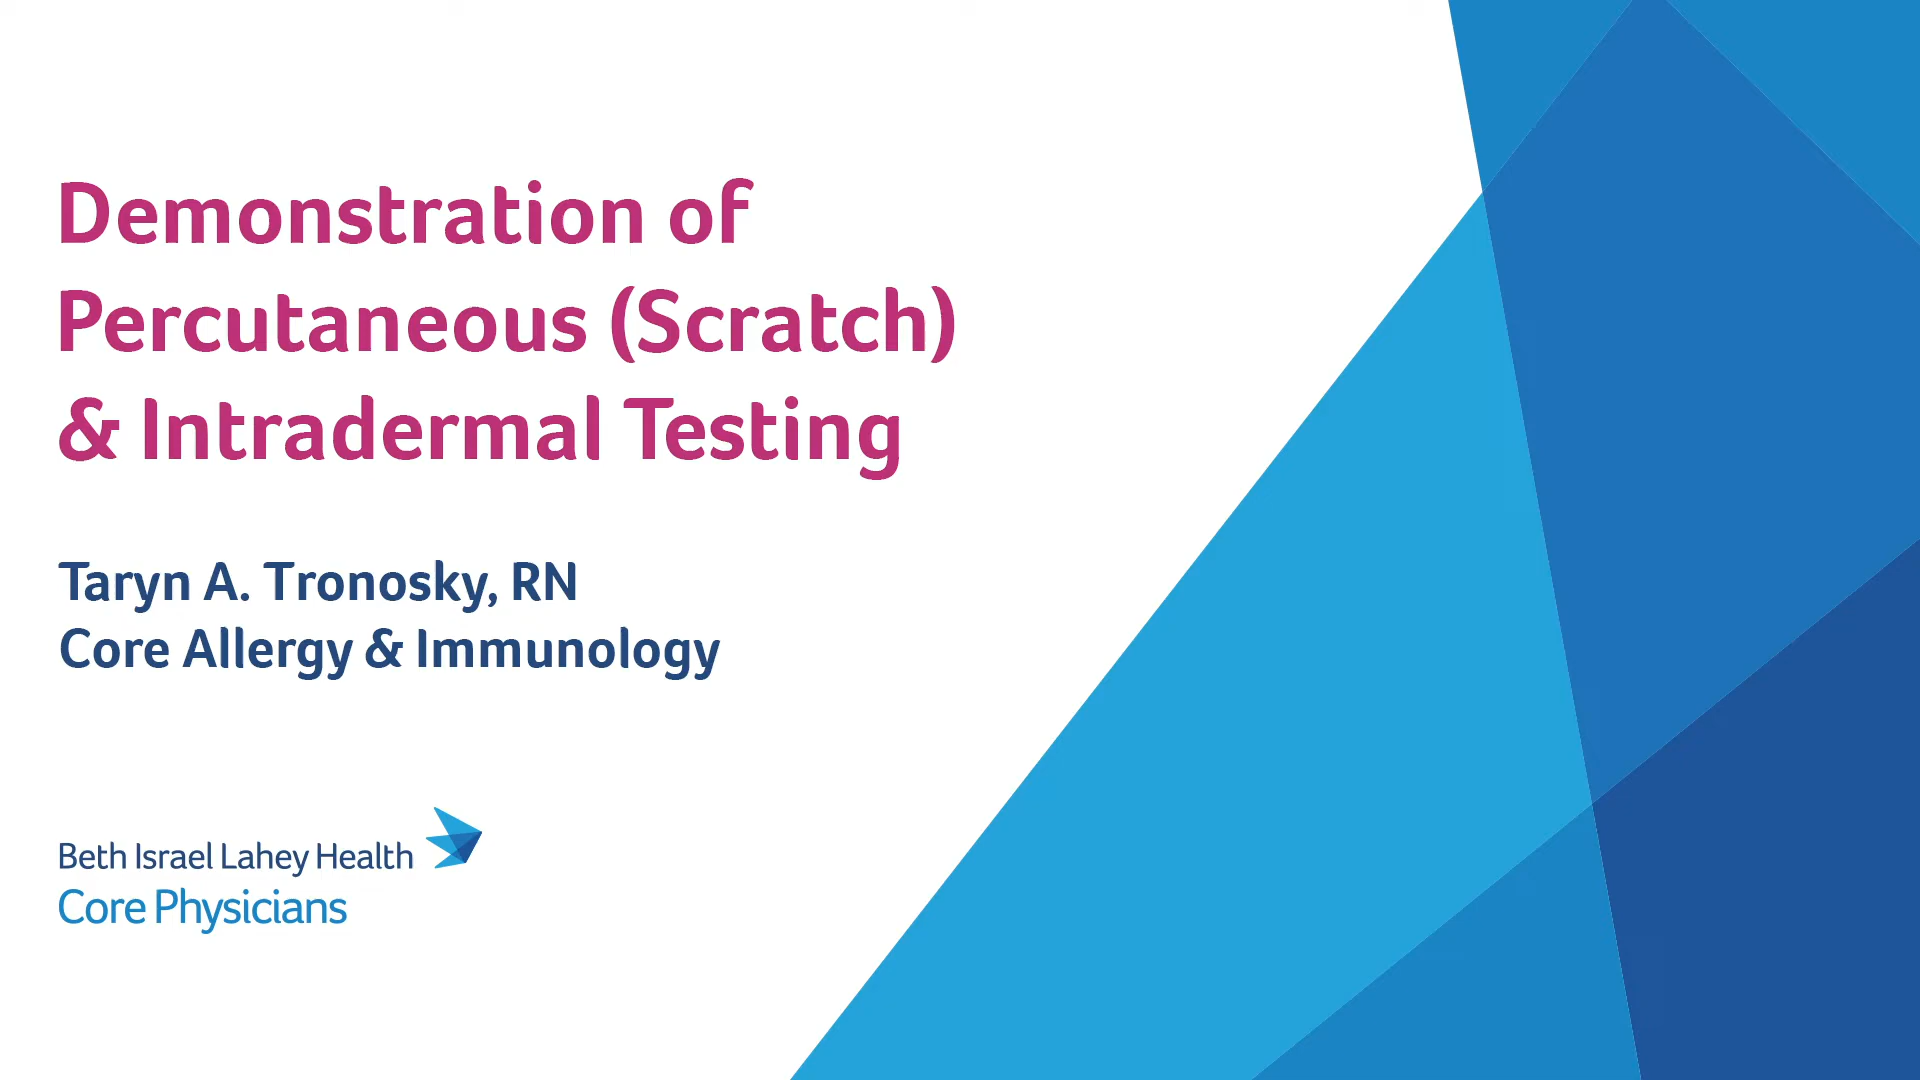 Demonstration of
Percutaneous (Scratch)
& Intradermal Testing
Taryn A. Tronosky, RN
Core Allergy & Immunology
Beth Israel Lahey Health
Core Physicians